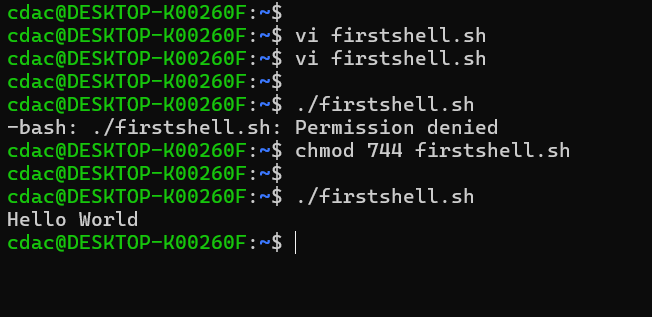 cdac@DESKTOP-K00260F:~$
cdac@DESKTOP-K00260F:~$ vi firstshell.sh
cdac@DESKTOP-K00260F:~$ vi firstshell.sh
cdac@DESKTOP-K00260F:~$
cdac@DESKTOP-K00260F:~$ ./firstshell.sh
-bash: ./firstshell.sh: Permission denied
cdac@DESKTOP-K00260F:~$ chmod 744 firstshell.sh
cdac@DESKTOP-K00260F:~$
cdac@DESKTOP-K00260F:~$ ./firstshell.sh
Hello World
cdac@DESKTOP-K00260F:~$